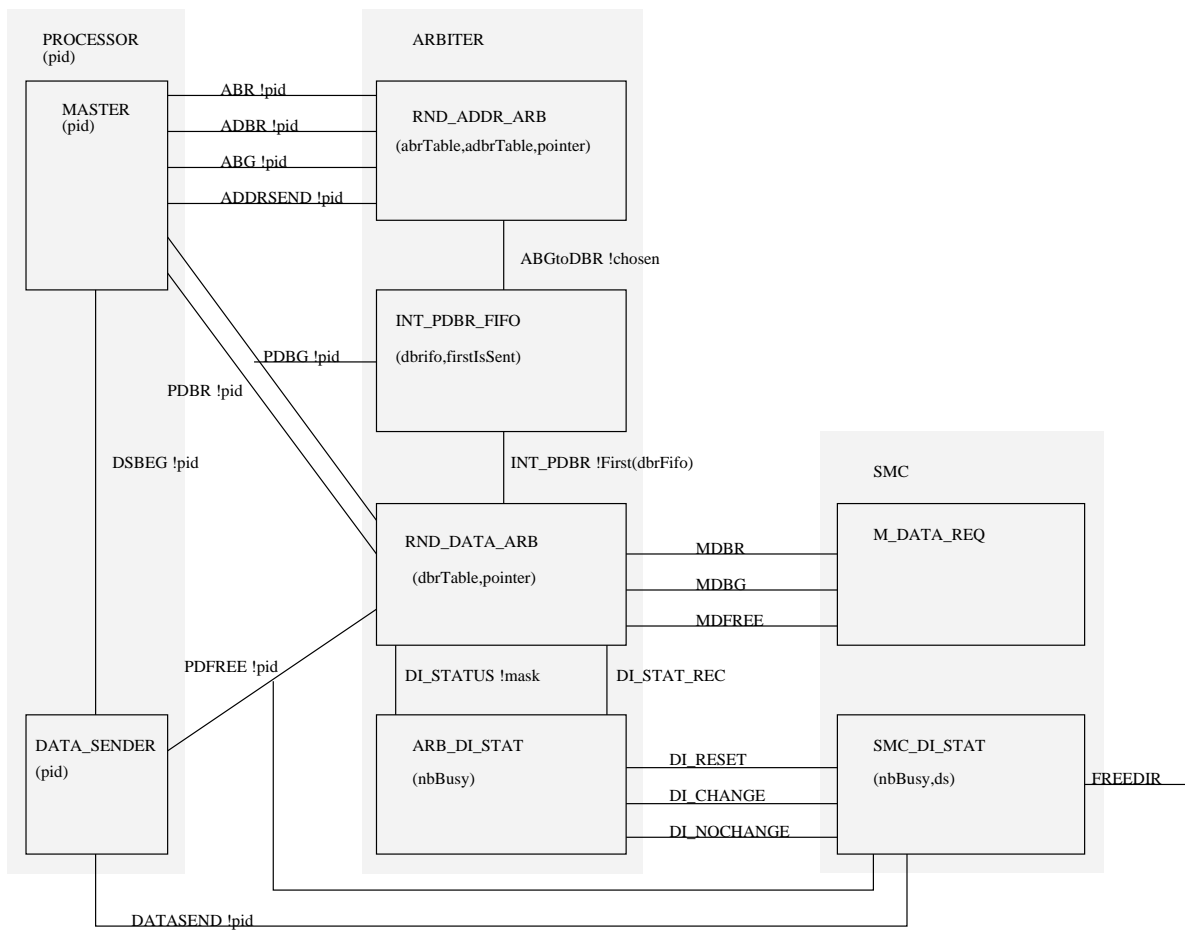 PROCESSOR
(pid)
ARBITER
MASTER
(pid)
ABR !pid
ADBR !pid
ABG !pid
ADDRSEND !pid
RND_ADDR_ARB
(abrTable,adbrTable,pointer)
ABGtoDBR !chosen
INT_PDBR_FIFO
(dbrifo,firstIsSent)
PDBG !pid
PDBR !pid
DSBEG !pid
INT_PDBR !First(dbrFifo)
SMC
RND_DATA_ARB
(dbrTable,pointer)
MDBR
MDBG
MDFREE
M_DATA_REQ
PDFREE !pid
DI_STATUS !mask
DI_STAT_REC
DATA_SENDER
(pid)
ARB_DI_STAT
(nbBusy)
DI_RESET
DI_CHANGE
DI_NOCHANGE
SMC_DI_STAT
(nbBusy,ds)
FREEDIR
DATASEND !pid